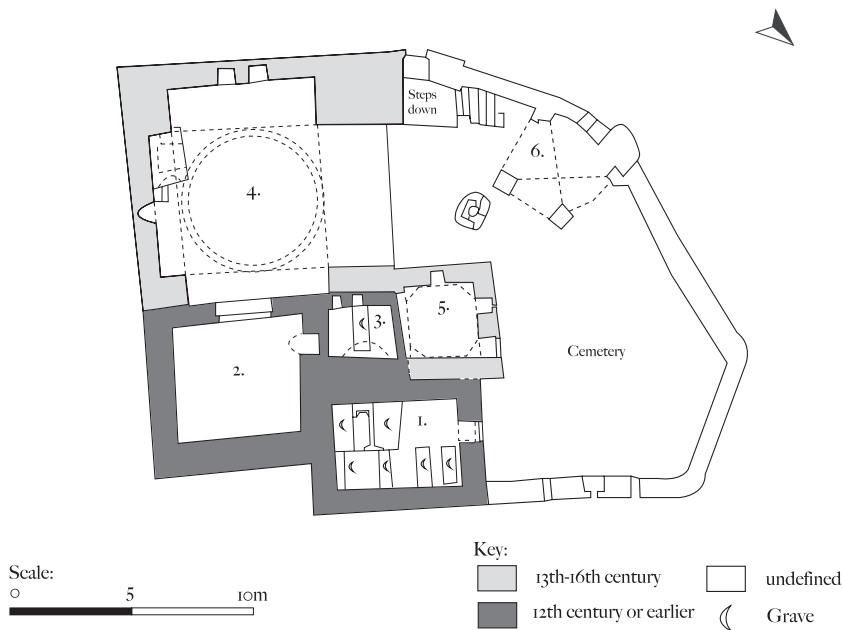 Steps
down
6.
4.
3.
5.
2.
Cemetery
1.
Key:
Scale:
0
5
10m
13th-16th century
undefined
12th century or earlier
Grave